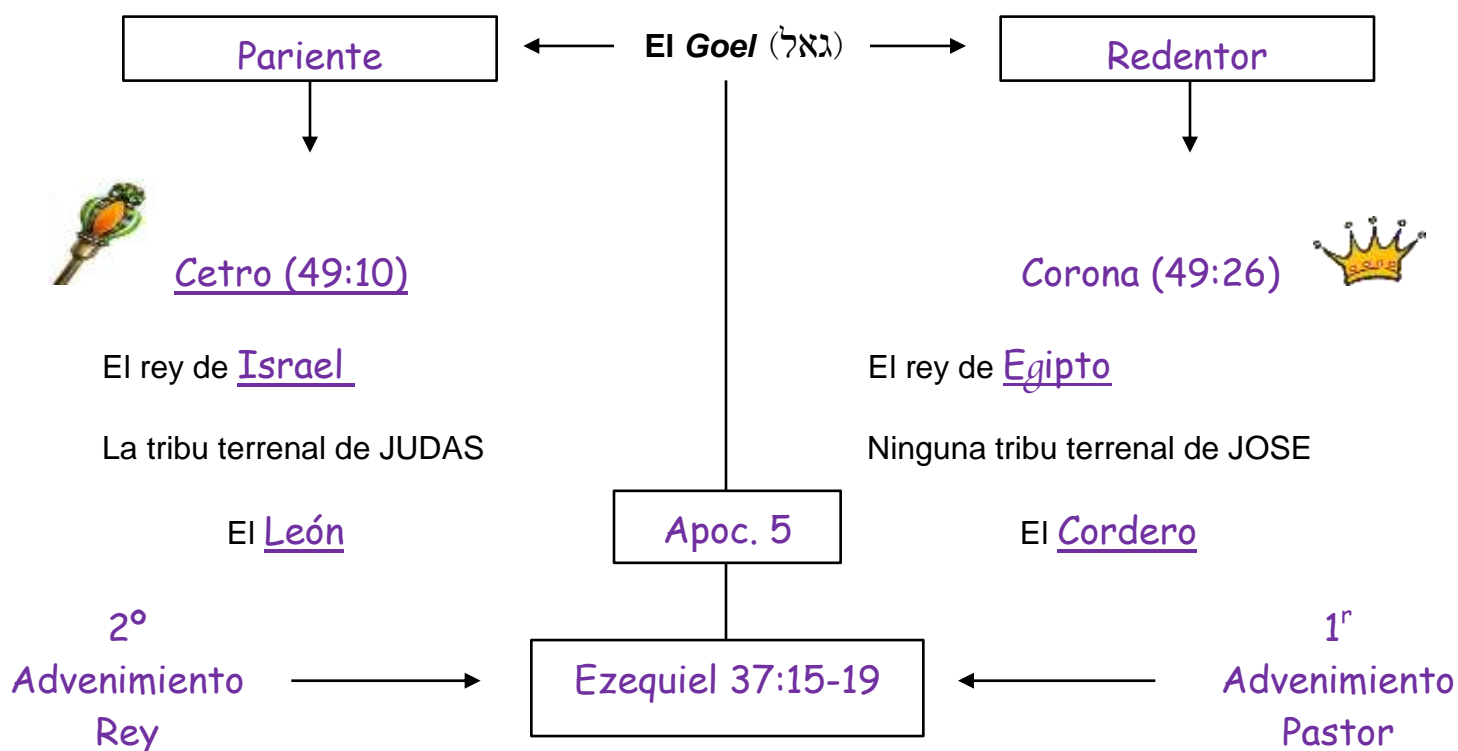 Pariente
El Goel (גאל)
Redentor
Cetro (49:10)
Corona (49:26)
El rey de Israel
El rey de Egipto
La tribu terrenal de JUDAS
Ninguna tribu terrenal de JOSE
El León
Apoc. 5
El Cordero
2º
Advenimiento
Rey
Ezequiel 37:15-19
1r
Advenimiento
Pastor